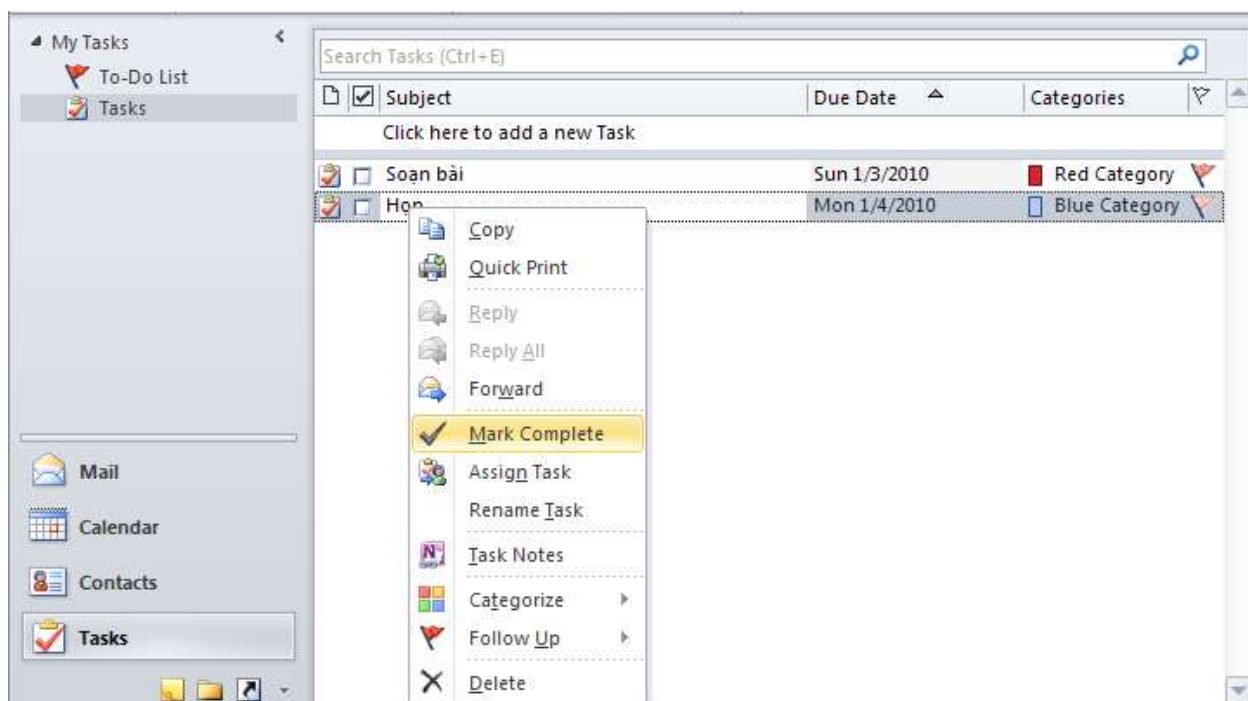 My Tasks
To-Do List
Tasks
Search Tasks (Ctrl+E)
Subject Due Date Categories
Click here to add a new Task
Soạn bài Sun 1/3/2010 Red Category
Họp Mon 1/4/2010 Blue Category
Copy
Quick Print
Reply
Reply All
Forward
Mark Complete
Assign Task
Rename Task
Task Notes
Categorize
Follow Up
Delete
Mail
Calendar
Contacts
Tasks